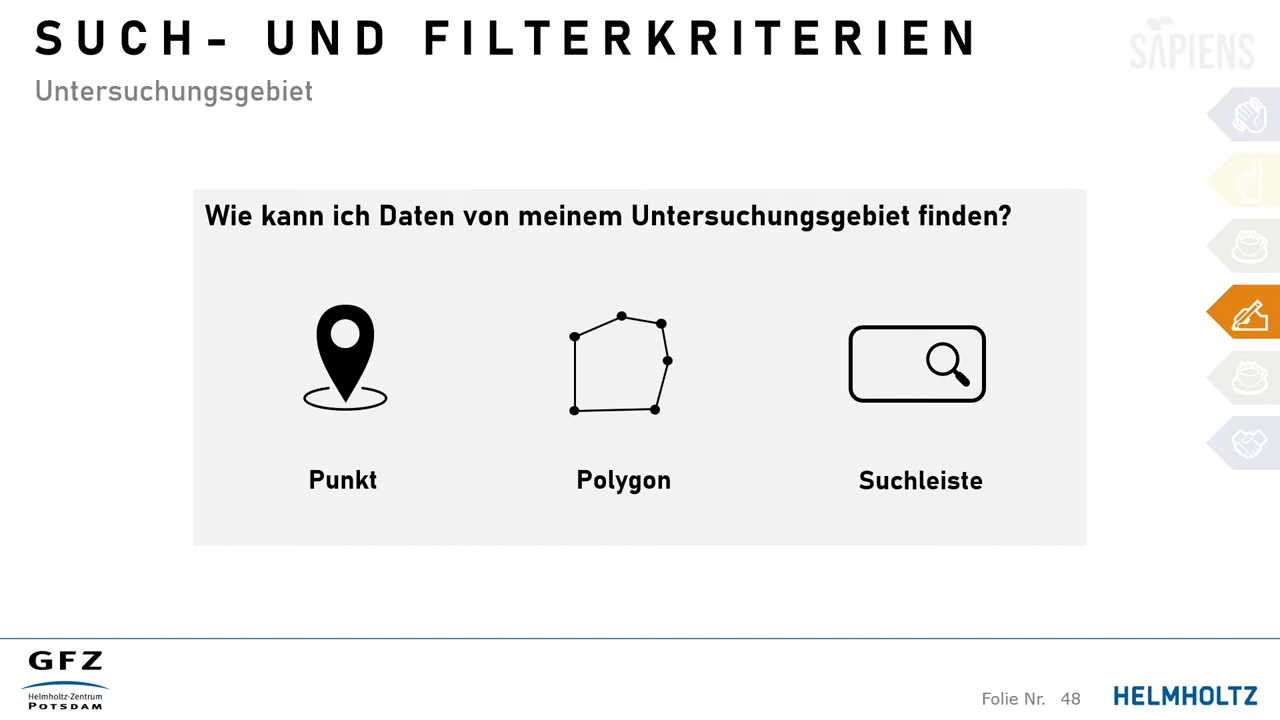 SUCH- UND FILTERKRITERIEN
Untersuchungsgebiet
SAPIENS
Wie kann ich Daten von meinem Untersuchungsgebiet finden?
Punkt
Polygon
Suchleiste
GFZ
Helmholtz-Zentrum
POTSDAM
Folie Nr. 48
HELMHOLTZ